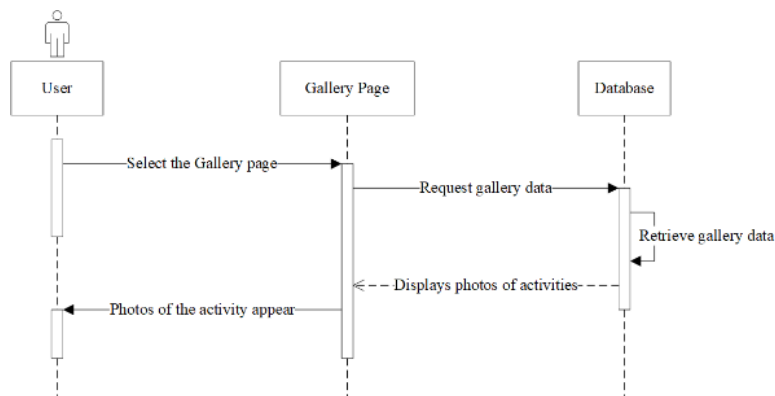 User
Gallery Page
Database
Select the Gallery page
Request gallery data
Retrieve gallery data
Displays photos of activities
Photos of the activity appear